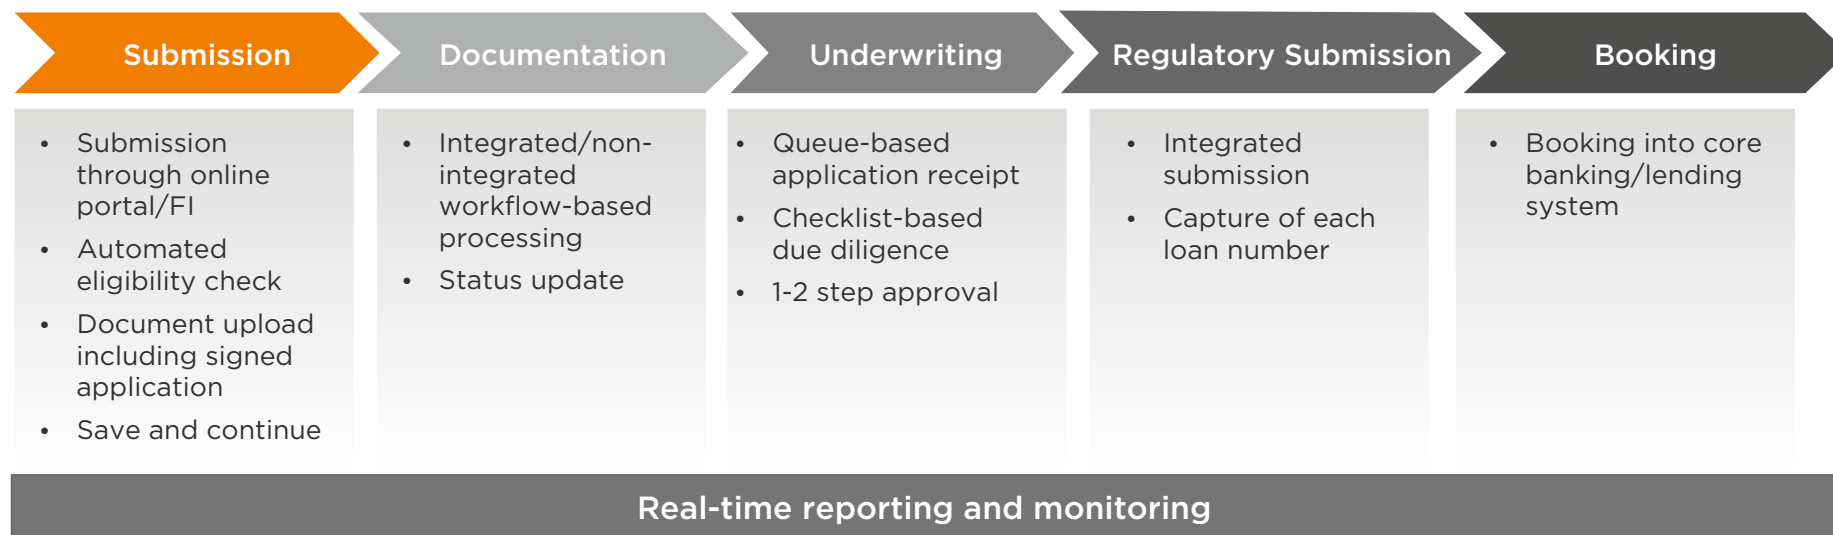 Submission
Documentation
Underwriting
Regulatory Submission
Booking
• Submission
through online
portal/FI
• Automated
eligibility check
• Document upload
including signed
application
• Save and continue
• Integrated/non-
integrated
workflow-based
processing
• Status update
• Queue-based
application receipt
• Checklist-based
due diligence
• 1-2 step approval
• Integrated
submission
• Capture of each
loan number
• Booking into core
banking/lending
system
Real-time reporting and monitoring